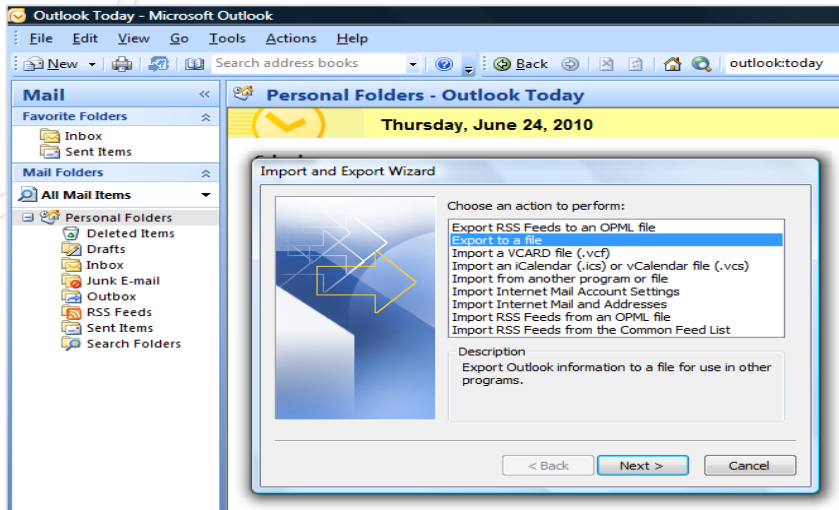 Outlook Today - Microsoft Outlook
File Edit View Go Tools Actions Help
New Search address books Back outlook:today
Mail «
Personal Folders - Outlook Today
Favorite Folders
Thursday, June 24, 2010
Inbox
Sent Items
Mail Folders
All Mail Items
Personal Folders
Deleted Items
Drafts
Inbox
Junk E-mail
Outbox
RSS Feeds
Sent Items
Search Folders
Import and Export Wizard
Choose an action to perform:
Export RSS Feeds to an OPML file
Export to a file
Import a VCARD file (.vcf)
Import an iCalendar (.ics) or vCalendar file (.vcs)
Import from another program or file
Import Internet Mail Account Settings
Import Internet Mail and Addresses
Import RSS Feeds from an OPML file
Import RSS Feeds from the Common Feed List
Description
Export Outlook information to a file for use in other
programs.
< Back Next > Cancel